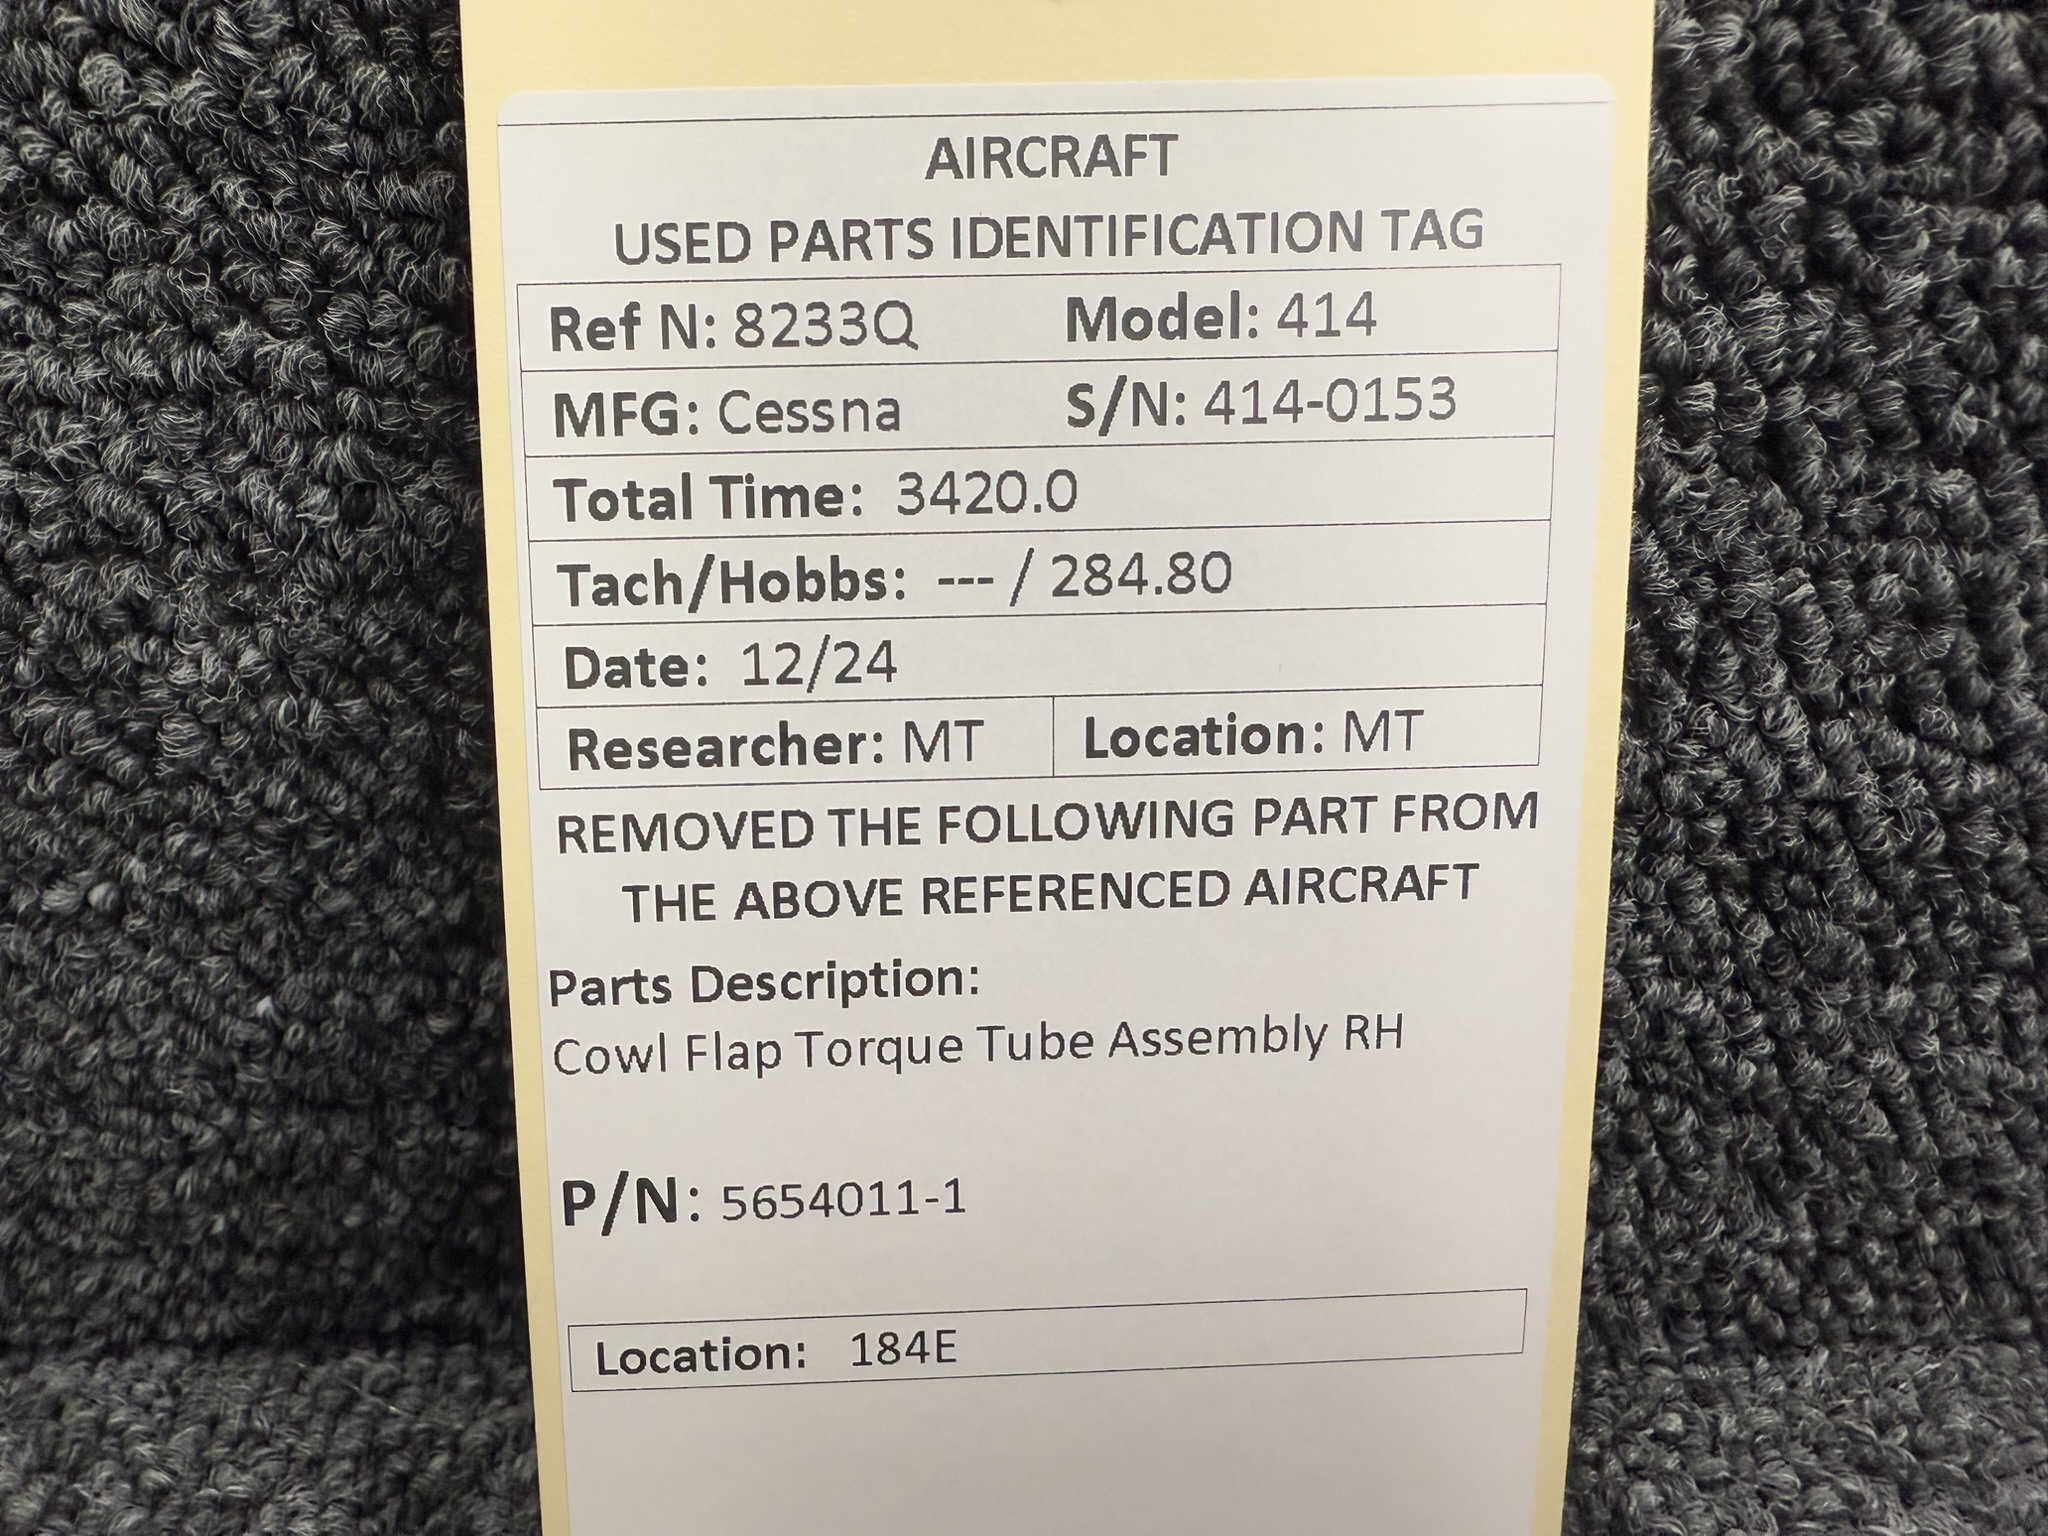 AIRCRAFT
USED PARTS IDENTIFICATION TAG
Ref N: 8233Q Model: 414
MFG: Cessna S/N: 414-0153
Total Time: 3420.0
Tach/Hobbs: --- / 284.80
Date: 12/24
Researcher: MT Location: MT
REMOVED THE FOLLOWING PART FROM
THE ABOVE REFERENCED AIRCRAFT
Parts Description:
Cowl Flap Torque Tube Assembly RH
P/N: 5654011-1
Location: 184E